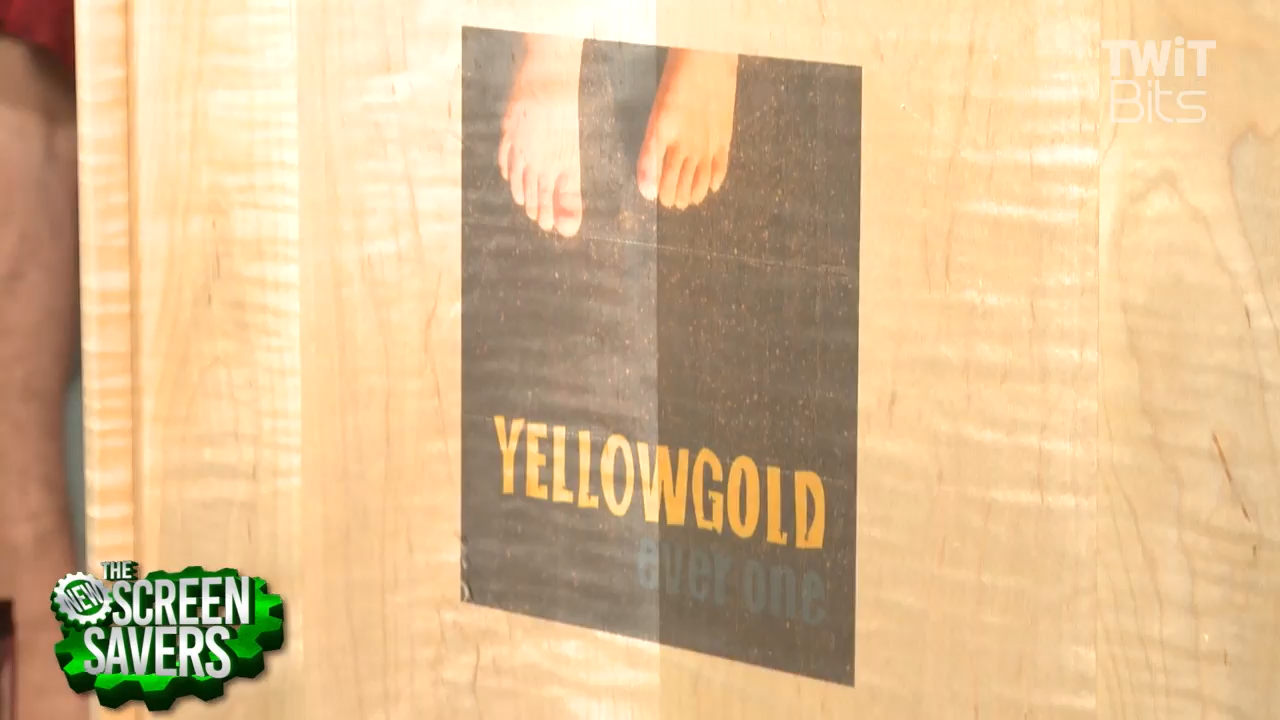 TWiT
Bits
YELLOWGOLD
ever one
THE
NEW
SCREEN
SAVERS